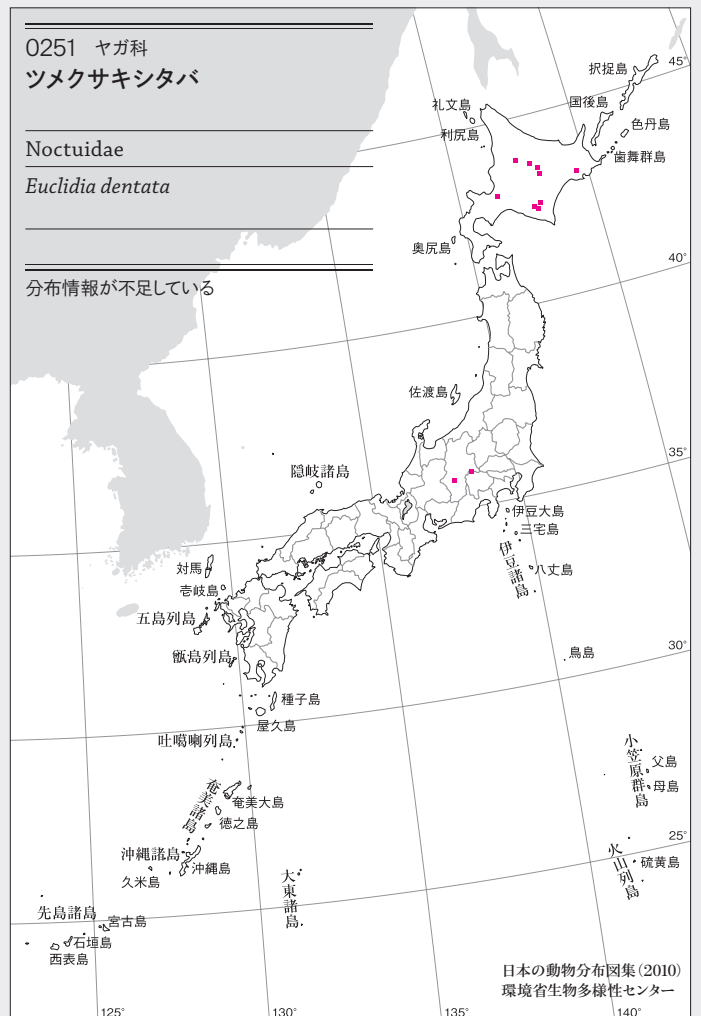 0251 ヤガ科
ツメクサキシタバ
Noctuidae
Euclidia dentata
分布情報が不足している
45°
択捉島
礼文島
国後島
色丹島
利尻島
歯舞群島
奥尻島
40°
佐渡島
35°
隠岐諸島
伊豆大島
三宅島
伊豆諸島
八丈島
対馬
壱岐島
五島列島
甑島列島
鳥島
30°
種子島
屋久島
吐噶喇列島
小笠原群島
父島
母島
奄美諸島
奄美大島
徳之島
25°
沖縄諸島
沖縄島
久米島
大東諸島
火山列島
硫黄島
先島諸島
宮古島
石垣島
西表島
日本の動物分布図集(2010)
環境省生物多様性センター
125°
130°
135°
140°